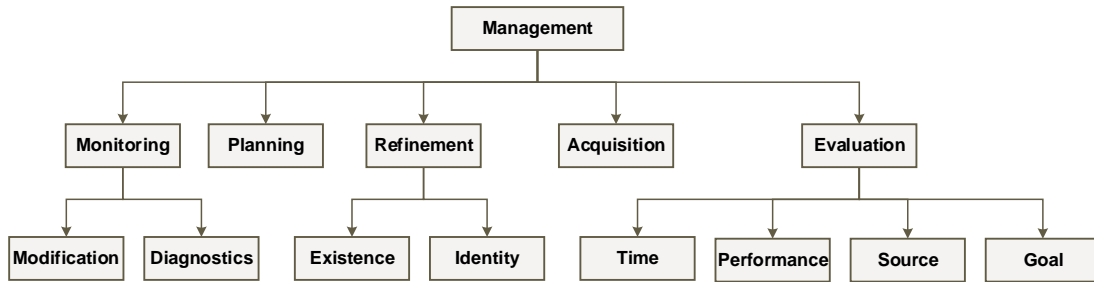 Management
Monitoring
Planning
Refinement
Acquisition
Evaluation
Modification
Diagnostics
Existence
Identity
Time
Performance
Source
Goal